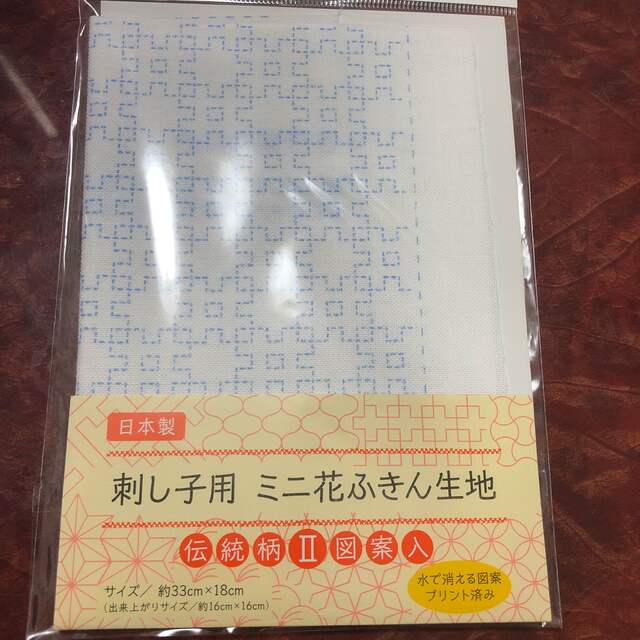 日本製
刺し子用 ミニ花ふきん生地
伝統柄Ⅱ図案入
サイズ/ 約33cm×18cm
(出来上がりサイズ/約16cm×16cm)
水で消える図案
プリント済み